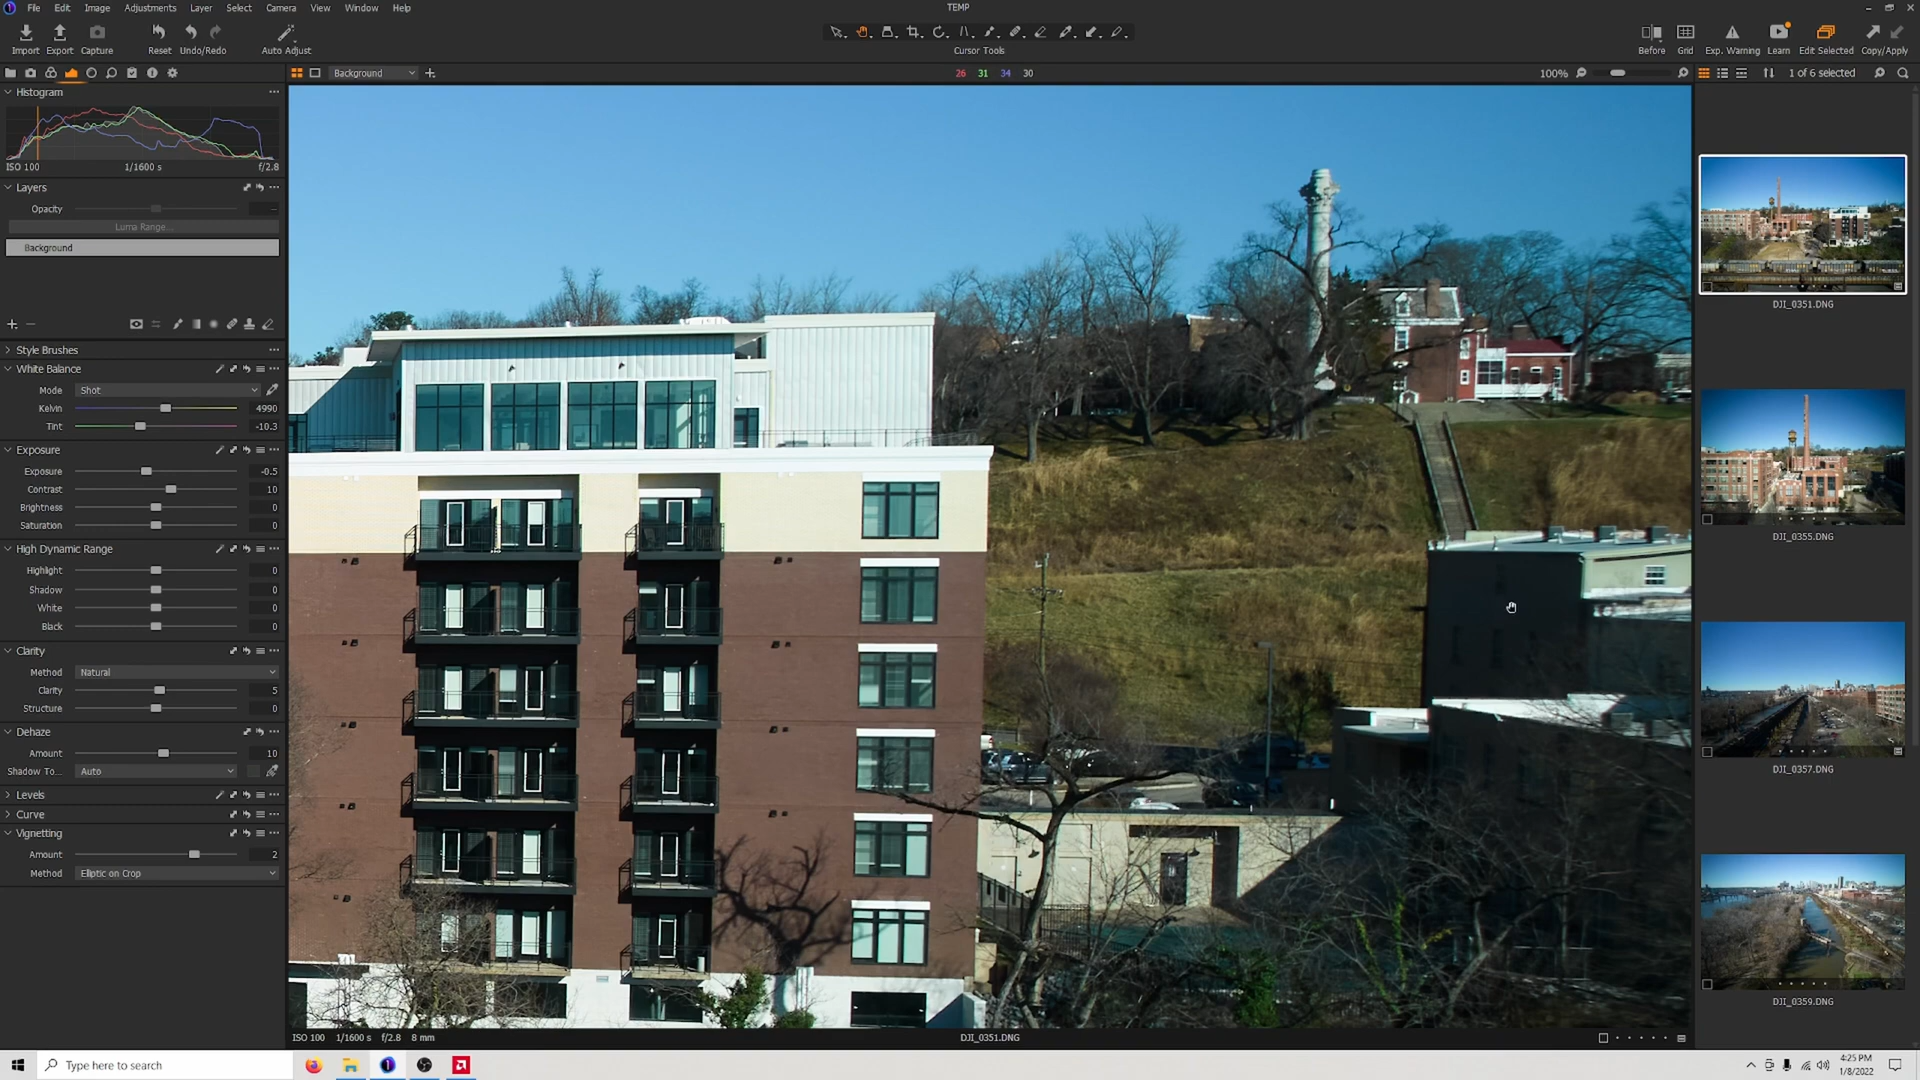 File Edit Image Adjustments Layer Select Camera View Window Help
TEMP
Import Export Capture Reset Undo/Redo Auto Adjust
Cursor Tools
Before Grid Exp. Warning Learn Edit Selected Copy/Apply
Background
26 31 34 30
100%
1 of 6 selected
Histogram
ISO 100 1/1600 s f/2.8
Layers
Opacity
Luma Range...
Background
Style Brushes
White Balance
Mode Shot
Kelvin 4990
Tint -10.3
Exposure
Exposure -0.5
Contrast 10
Brightness 0
Saturation 0
High Dynamic Range
Highlight 0
Shadow 0
White 0
Black 0
Clarity
Method Natural
Clarity 5
Structure 0
Dehaze
Amount 10
Shadow To... Auto
Levels
Curve
Vignetting
Amount 2
Method Elliptic on Crop
ISO 100 1/1600 s f/2.8 8 mm
DJI_0351.DNG
DJI_0351.DNG
DJI_0355.DNG
DJI_0357.DNG
DJI_0359.DNG
Type here to search
4:25 PM
1/8/2022